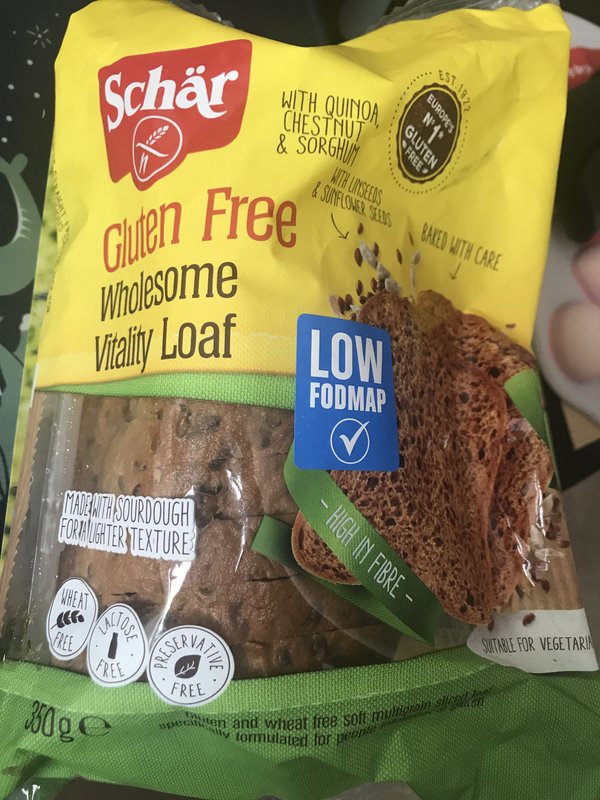 Schär
WITH QUINOA,
CHESTNUT
& SORGHUM
EST 1922
EUROPE'S
Nº1
GLUTEN
FREE
WITH LINSEEDS
& SUNFLOWER SEEDS
BAKED WITH CARE
Gluten Free
Wholesome
Vitality Loaf
LOW
FODMAP
MADE WITH SOURDOUGH
FOR A LIGHTER TEXTURE
- HIGH IN FIBRE -
WHEAT
FREE
LACTOSE
FREE
PRESERVATIVE
FREE
SUITABLE FOR VEGETARIA
350g e
Gluten and wheat free soft multigrain sliced loaf
specifically formulated for people